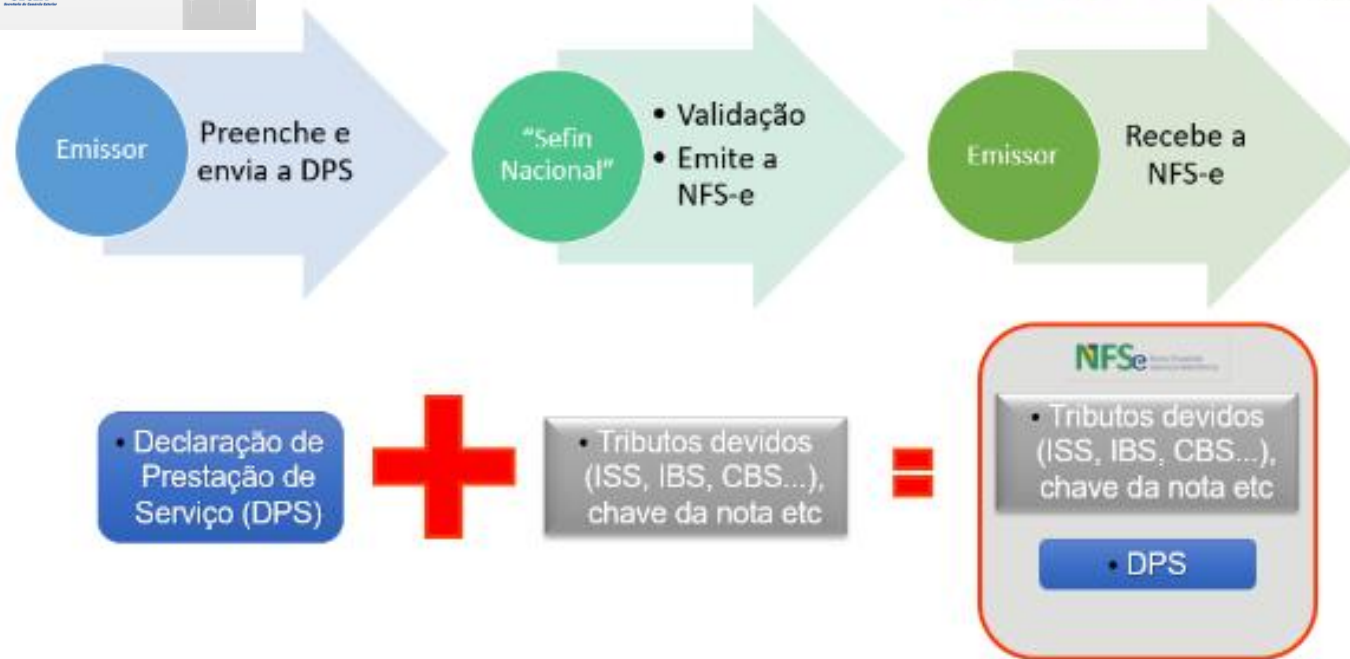 Emissor
Preenche e
envia a DPS
"Sefin
Nacional"
• Validação
• Emite a
NFS-e
Emissor
Recebe a
NFS-e
• Declaração de
Prestação de
Serviço (DPS)
• Tributos devidos
(ISS, IBS, CBS...),
chave da nota etc
NFSe
• Tributos devidos
(ISS, IBS, CBS...),
chave da nota etc
• DPS